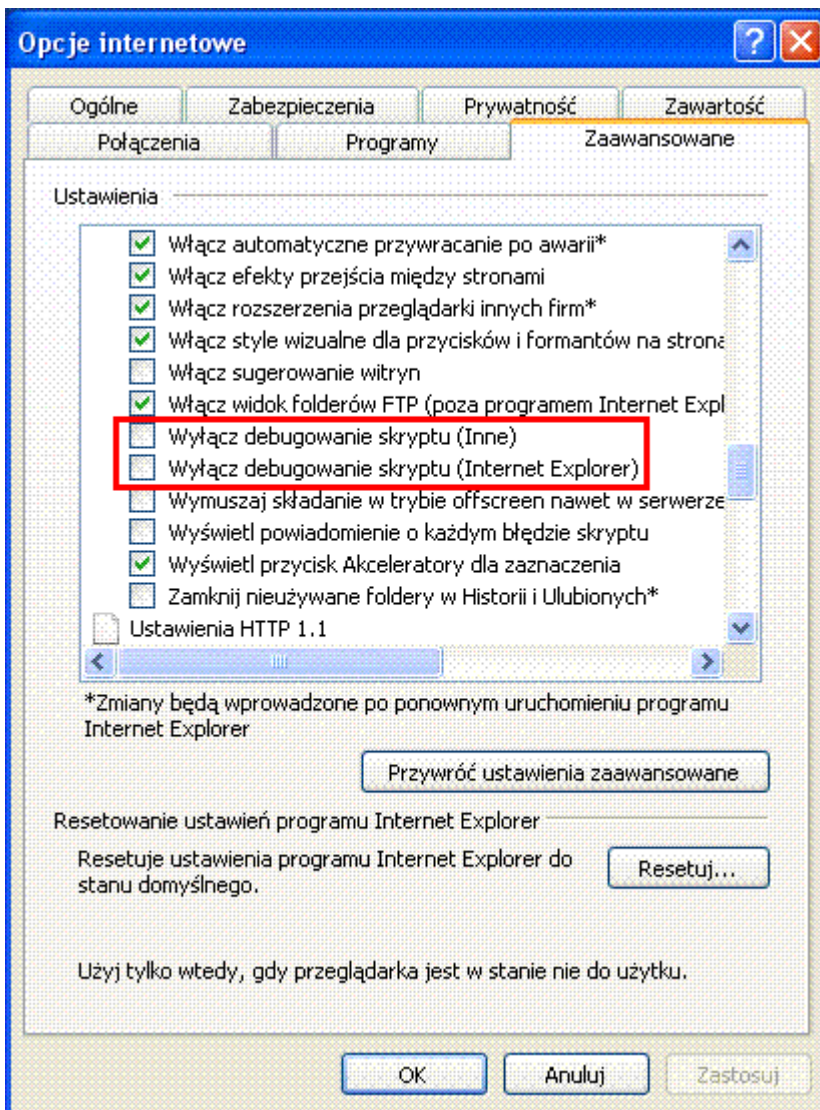 Opcje internetowe
Ogólne Zabezpieczenia Prywatność Zawartość
Połączenia Programy Zaawansowane
Ustawienia
Włącz automatyczne przywracanie po awarii*
Włącz efekty przejścia między stronami
Włącz rozszerzenia przeglądarki innych firm*
Włącz style wizualne dla przycisków i formantów na strona
Włącz sugerowanie witryn
Włącz widok folderów FTP (poza programem Internet Expl
Wyłącz debugowanie skryptu (Inne)
Wyłącz debugowanie skryptu (Internet Explorer)
Wymuszaj składanie w trybie offscreen nawet w serwerze
Wyświetl powiadomienie o każdym błędzie skryptu
Wyświetl przycisk Akceleratory dla zaznaczenia
Zamknij nieużywane foldery w Historii i Ulubionych*
Ustawienia HTTP 1.1
*Zmiany będą wprowadzone po ponownym uruchomieniu programu
Internet Explorer
Przywróć ustawienia zaawansowane
Resetowanie ustawień programu Internet Explorer
Resetuje ustawienia programu Internet Explorer do
stanu domyślnego.
Resetuj...
Użyj tylko wtedy, gdy przeglądarka jest w stanie nie do użytku.
OK Anuluj Zastosuj